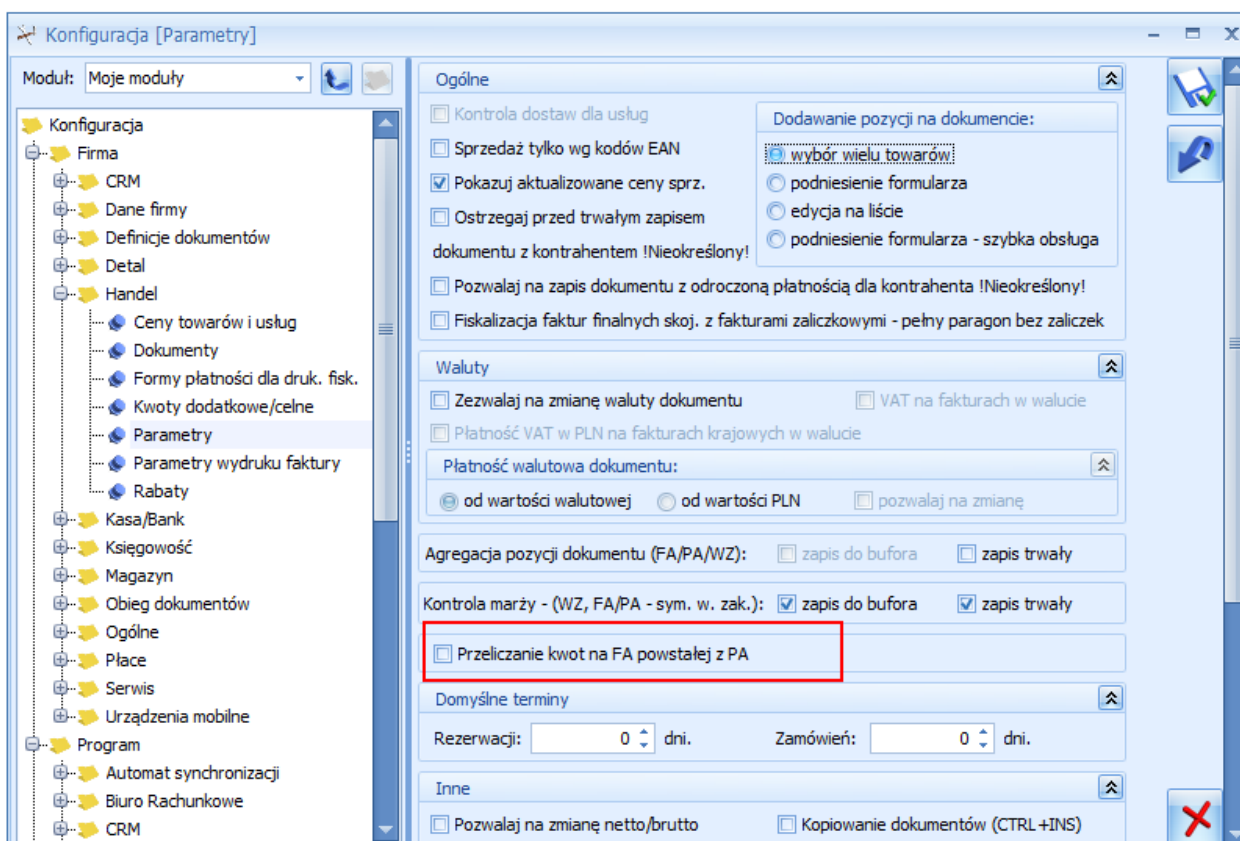 Konfiguracja [Parametry]
Moduł: Moje moduły
Konfiguracja
Firma
CRM
Dane firmy
Definicje dokumentów
Detal
Handel
Ceny towarów i usług
Dokumenty
Formy płatności dla druk. fisk.
Kwoty dodatkowe/celne
Parametry
Parametry wydruku faktury
Rabaty
Kasa/Bank
Księgowość
Magazyn
Obieg dokumentów
Ogólne
Płace
Serwis
Urządzenia mobilne
Program
Automat synchronizacji
Biuro Rachunkowe
CRM
Ogólne
Kontrola dostaw dla usług
Sprzedaż tylko wg kodów EAN
Pokazuj aktualizowane ceny sprz.
Ostrzegaj przed trwałym zapisem
dokumentu z kontrahentem !Nieokreślony!
Dodawanie pozycji na dokumencie:
wybór wielu towarów
podniesienie formularza
edycja na liście
podniesienie formularza - szybka obsługa
Pozwalaj na zapis dokumentu z odroczoną płatnością dla kontrahenta !Nieokreślony!
Fiskalizacja faktur finalnych skoj. z fakturami zaliczkowymi - pełny paragon bez zaliczek
Waluty
Zezwalaj na zmianę waluty dokumentu VAT na fakturach w walucie
Płatność VAT w PLN na fakturach krajowych w walucie
Płatność walutowa dokumentu:
od wartości walutowej od wartości PLN pozwalaj na zmianę
Agregacja pozycji dokumentu (FA/PA/WZ): zapis do bufora zapis trwały
Kontrola marży - (WZ, FA/PA - sym. w. zak.): zapis do bufora zapis trwały
Przeliczanie kwot na FA powstałej z PA
Domyślne terminy
Rezerwacji: 0 dni. Zamówień: 0 dni.
Inne
Pozwalaj na zmianę netto/brutto Kopiowanie dokumentów (CTRL+INS)